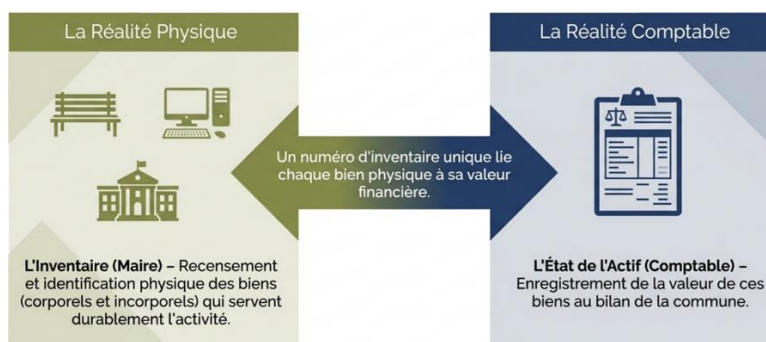 La Réalité Physique
La Réalité Comptable
Un numéro d'inventaire unique lie
chaque bien physique à sa valeur
financière.
L'Inventaire (Maire) – Recensement
et identification physique des biens
(corporels et incorporels) qui servent
durablement l'activité.
L'État de l'Actif (Comptable) –
Enregistrement de la valeur de ces
biens au bilan de la commune.